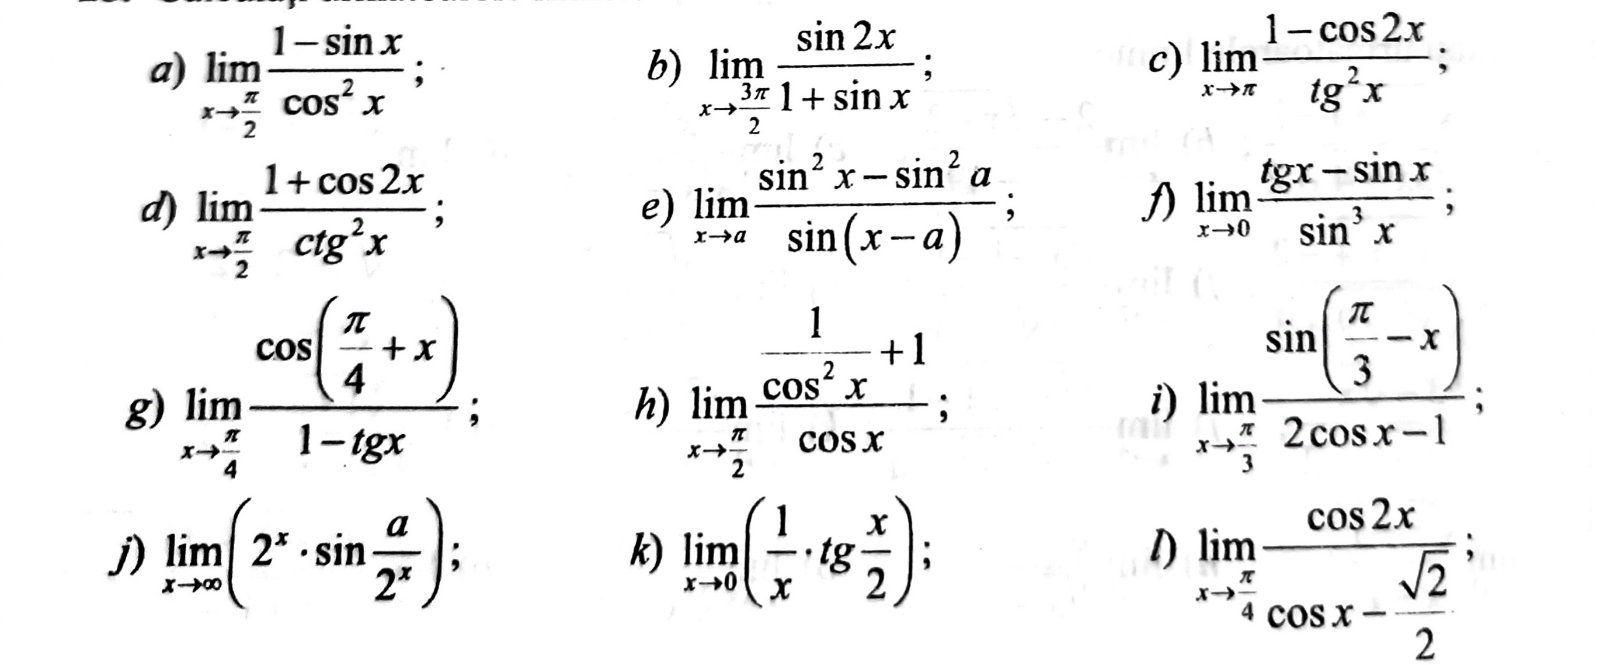 a) lim_{x→π/2} (1 − sin x)/(cos² x);  b) lim_{x→3π/2} (sin 2x)/(1 + sin x);  c) lim_{x→π} (1 − cos 2x)/(tg² x);
d) lim_{x→π/2} (1 + cos 2x)/(ctg² x);  e) lim_{x→a} (sin² x − sin² a)/(sin(x − a));  f) lim_{x→0} (tgx − sin x)/(sin³ x);
g) lim_{x→π/4} (cos(π/4 + x))/(1 − tgx);  h) lim_{x→π/2} (1/(cos² x) + 1)/(cos x);  i) lim_{x→π/3} (sin(π/3 − x))/(2 cos x − 1);
j) lim_{x→∞} (2^x · sin a/2^x);  k) lim_{x→0} (1/x · tg x/2);  l) lim_{x→π/4} (cos 2x)/(cos x − √2/2);